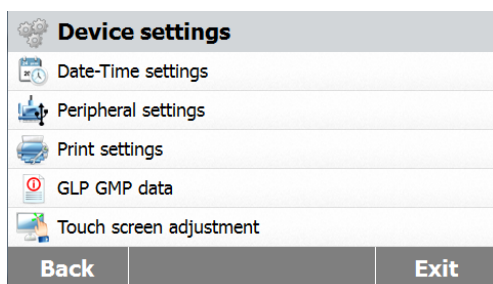 Device settings
Date-Time settings
Peripheral settings
Print settings
GLP GMP data
Touch screen adjustment
Back Exit